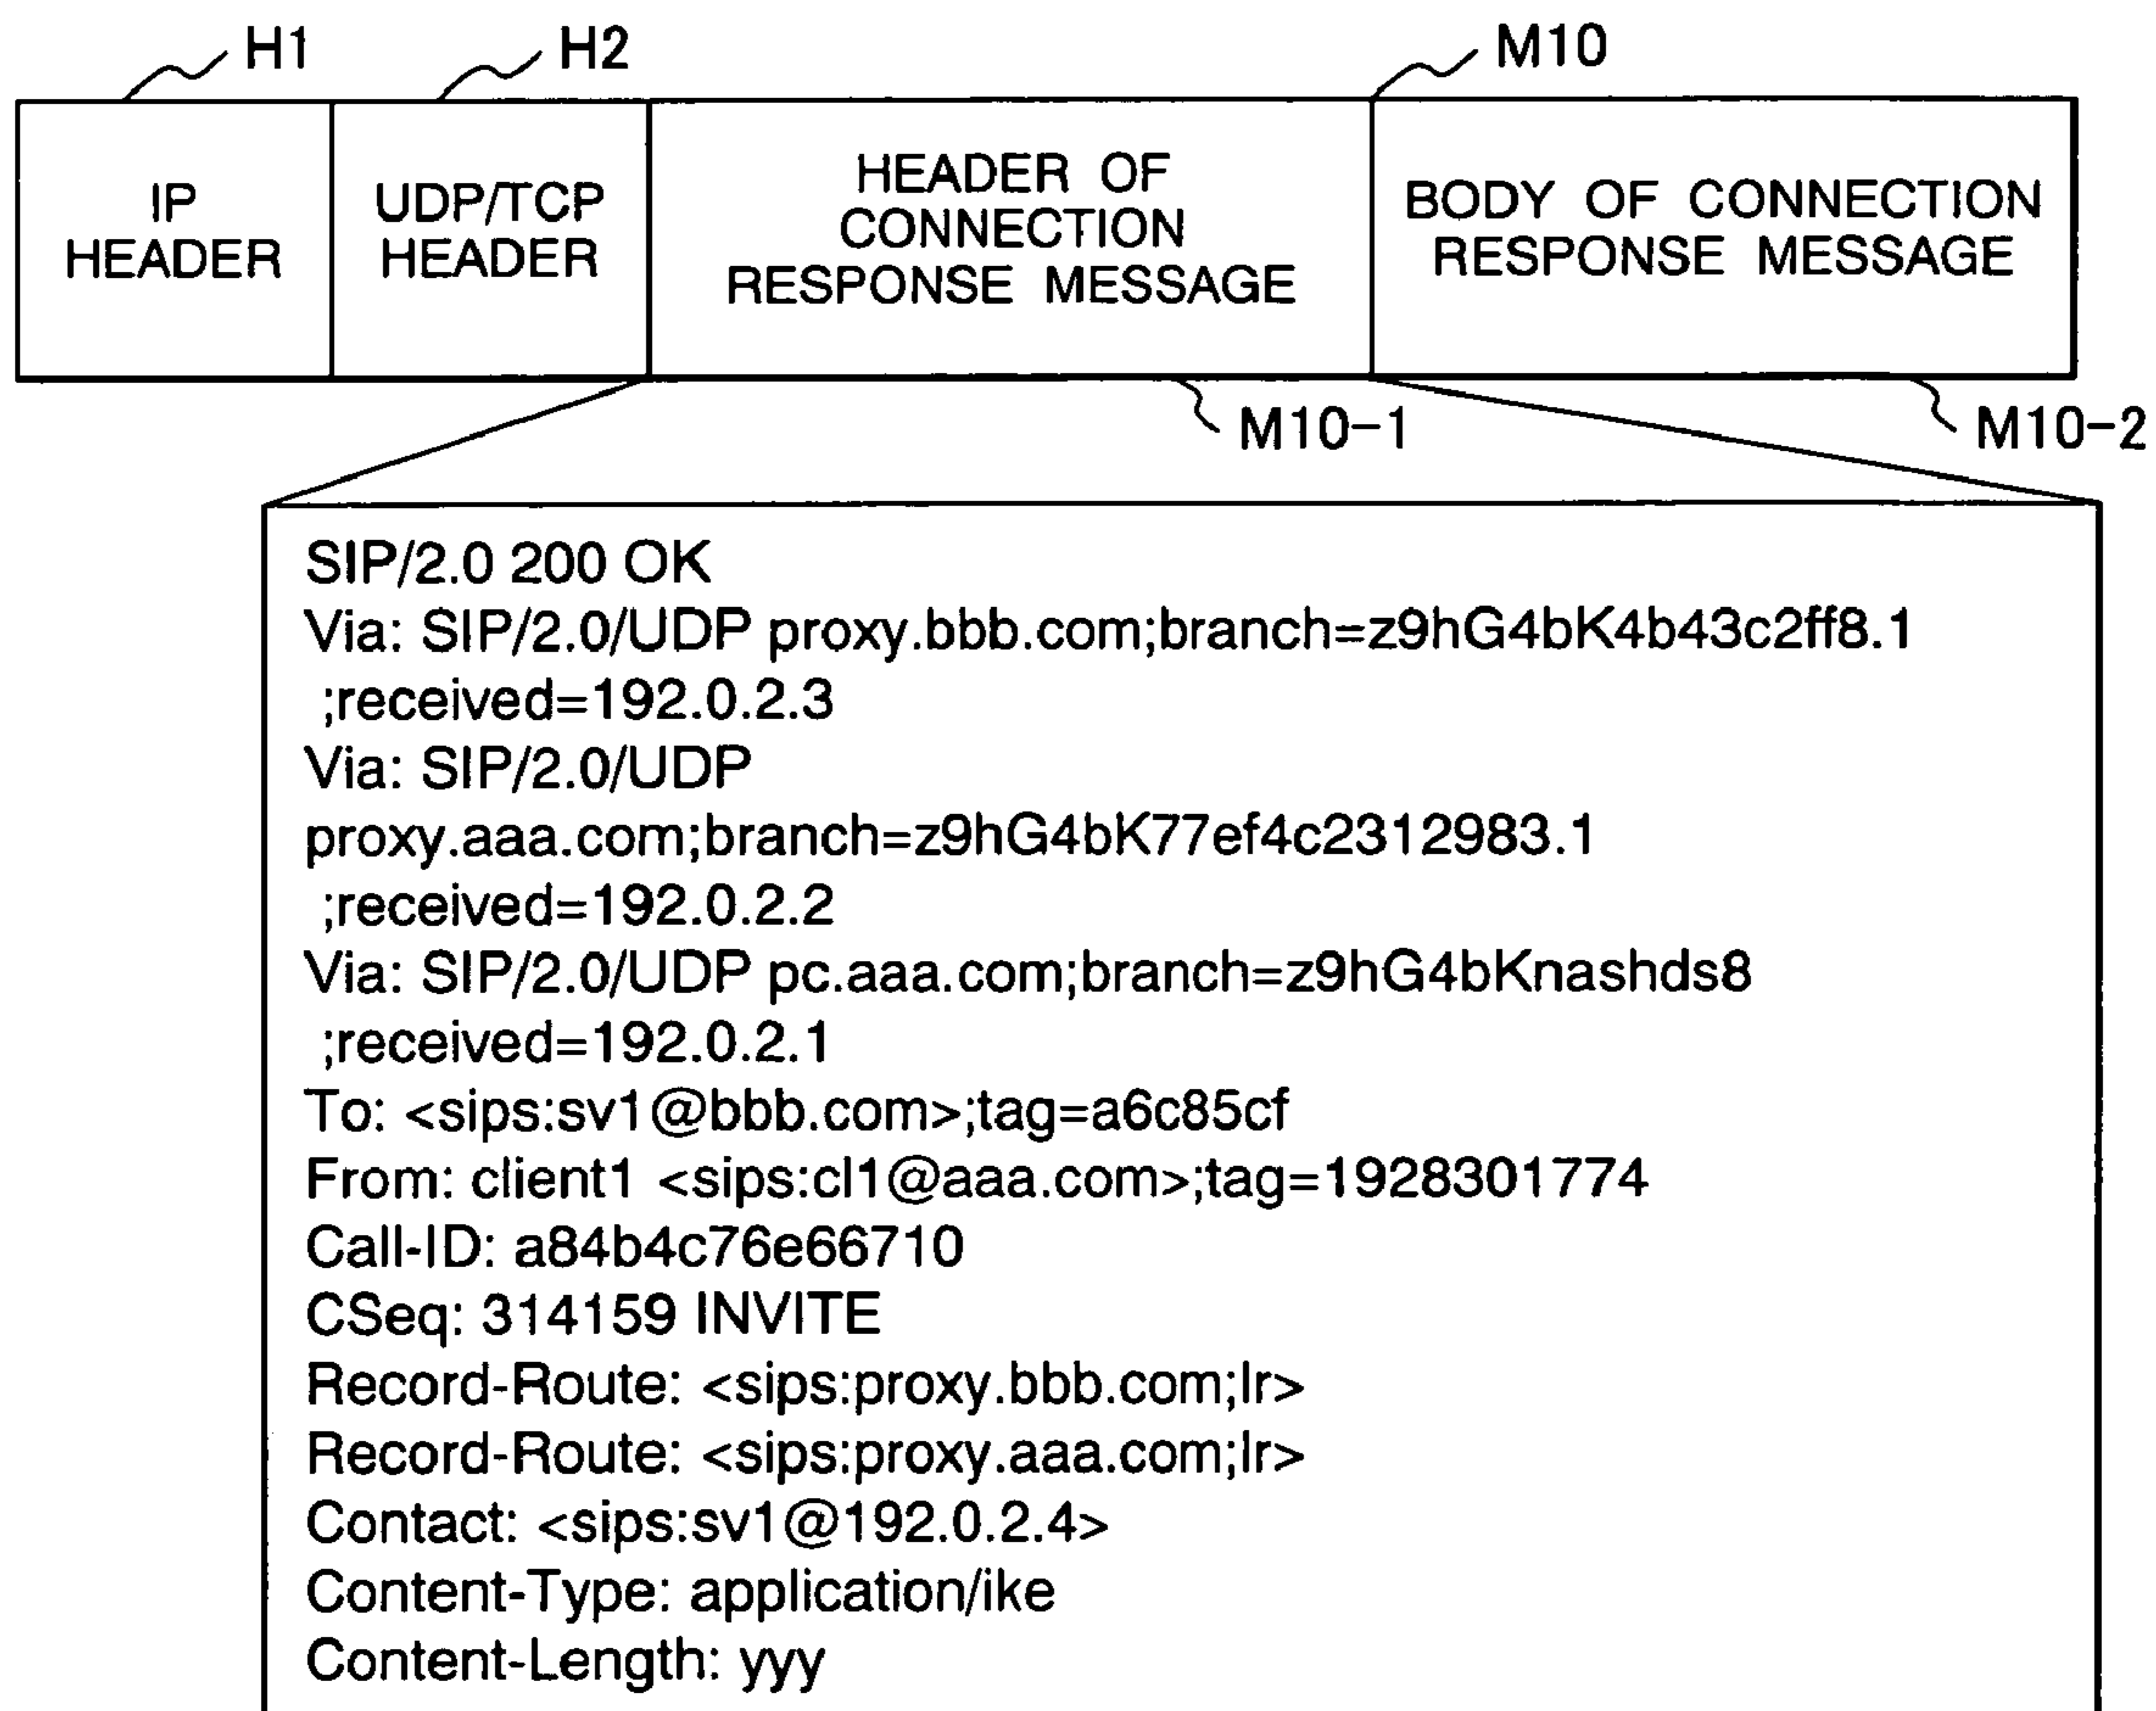 H1
H2
M10
IP
HEADER
UDP/TCP
HEADER
HEADER OF
CONNECTION
RESPONSE MESSAGE
BODY OF CONNECTION
RESPONSE MESSAGE
M10-1
M10-2
SIP/2.0 200 OK
Via: SIP/2.0/UDP proxy.bbb.com;branch=z9hG4bK4b43c2ff8.1
;received=192.0.2.3
Via: SIP/2.0/UDP
proxy.aaa.com;branch=z9hG4bK77ef4c2312983.1
;received=192.0.2.2
Via: SIP/2.0/UDP pc.aaa.com;branch=z9hG4bKnashds8
;received=192.0.2.1
To: <sips:sv1@bbb.com>;tag=a6c85cf
From: client1 <sips:cl1@aaa.com>;tag=1928301774
Call-ID: a84b4c76e66710
CSeq: 314159 INVITE
Record-Route: <sips:proxy.bbb.com;lr>
Record-Route: <sips:proxy.aaa.com;lr>
Contact: <sips:sv1@192.0.2.4>
Content-Type: application/ike
Content-Length: yyy